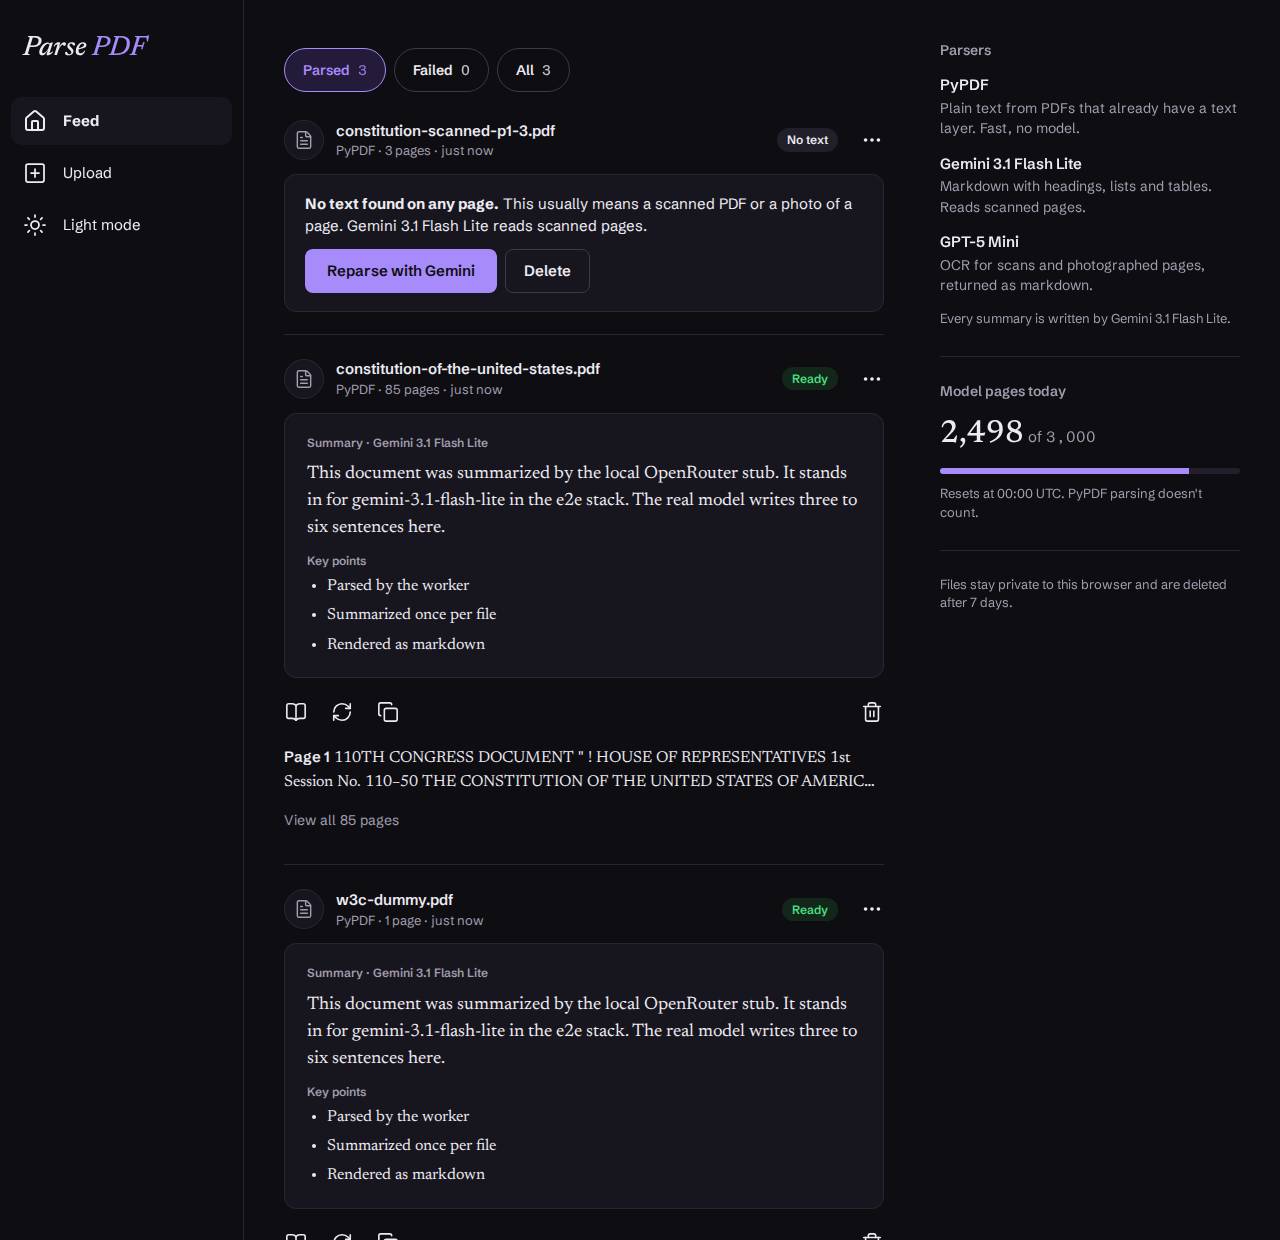 Parse PDF
Feed
Upload
Light mode
Parsed 3
Failed 0
All 3
constitution-scanned-p1-3.pdf
PyPDF · 3 pages · just now
No text
No text found on any page. This usually means a scanned PDF or a photo of a
page. Gemini 3.1 Flash Lite reads scanned pages.
Reparse with Gemini
Delete
constitution-of-the-united-states.pdf
PyPDF · 85 pages · just now
Ready
Summary · Gemini 3.1 Flash Lite
This document was summarized by the local OpenRouter stub. It stands
in for gemini-3.1-flash-lite in the e2e stack. The real model writes three to
six sentences here.
Key points
• Parsed by the worker
• Summarized once per file
• Rendered as markdown
Page 1 110TH CONGRESS DOCUMENT " ! HOUSE OF REPRESENTATIVES 1st
Session No. 110–50 THE CONSTITUTION OF THE UNITED STATES OF AMERIC...
View all 85 pages
w3c-dummy.pdf
PyPDF · 1 page · just now
Ready
Summary · Gemini 3.1 Flash Lite
This document was summarized by the local OpenRouter stub. It stands
in for gemini-3.1-flash-lite in the e2e stack. The real model writes three to
six sentences here.
Key points
• Parsed by the worker
• Summarized once per file
• Rendered as markdown
Parsers
PyPDF
Plain text from PDFs that already have a text
layer. Fast, no model.
Gemini 3.1 Flash Lite
Markdown with headings, lists and tables.
Reads scanned pages.
GPT-5 Mini
OCR for scans and photographed pages,
returned as markdown.
Every summary is written by Gemini 3.1 Flash Lite.
Model pages today
2,498 of 3,000
Resets at 00:00 UTC. PyPDF parsing doesn't
count.
Files stay private to this browser and are deleted
after 7 days.